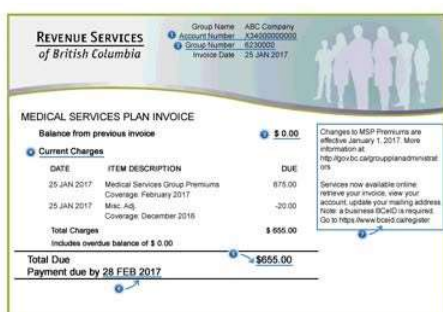 REVENUE SERVICES
of British Columbia
Group Name ABC Company
1 Account Number X34000000000
2 Group Number 6230000
Invoice Date 25 JAN 2017
MEDICAL SERVICES PLAN INVOICE
Balance from previous invoice $ 0.00
Current Charges
DATE ITEM DESCRIPTION DUE
25 JAN 2017 Medical Services Group Premiums 675.00
Coverage: February 2017
25 JAN 2017 Misc. Adj. -20.00
Coverage: December 2016
Total Charges $ 655.00
Includes overdue balance of $ 0.00
Total Due $655.00
Payment due by 28 FEB 2017
Changes to MSP Premiums are
effective January 1, 2017. More
information at
http://gov.bc.ca/groupplanadministrat
ors
Services now available online:
retrieve your invoice, view your
account, update your mailing address
Note: a business BCeID is required.
Go to https://www.bceid.ca/register